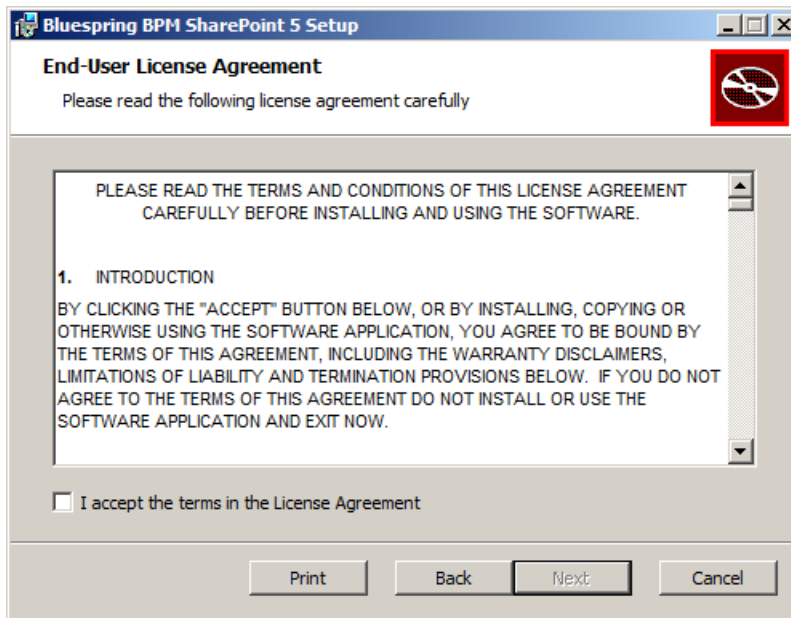 Bluespring BPM SharePoint 5 Setup
End-User License Agreement
Please read the following license agreement carefully
PLEASE READ THE TERMS AND CONDITIONS OF THIS LICENSE AGREEMENT
CAREFULLY BEFORE INSTALLING AND USING THE SOFTWARE.
1. INTRODUCTION
BY CLICKING THE "ACCEPT" BUTTON BELOW, OR BY INSTALLING, COPYING OR
OTHERWISE USING THE SOFTWARE APPLICATION, YOU AGREE TO BE BOUND BY
THE TERMS OF THIS AGREEMENT, INCLUDING THE WARRANTY DISCLAIMERS,
LIMITATIONS OF LIABILITY AND TERMINATION PROVISIONS BELOW. IF YOU DO NOT
AGREE TO THE TERMS OF THIS AGREEMENT DO NOT INSTALL OR USE THE
SOFTWARE APPLICATION AND EXIT NOW.
I accept the terms in the License Agreement
Print Back Next Cancel